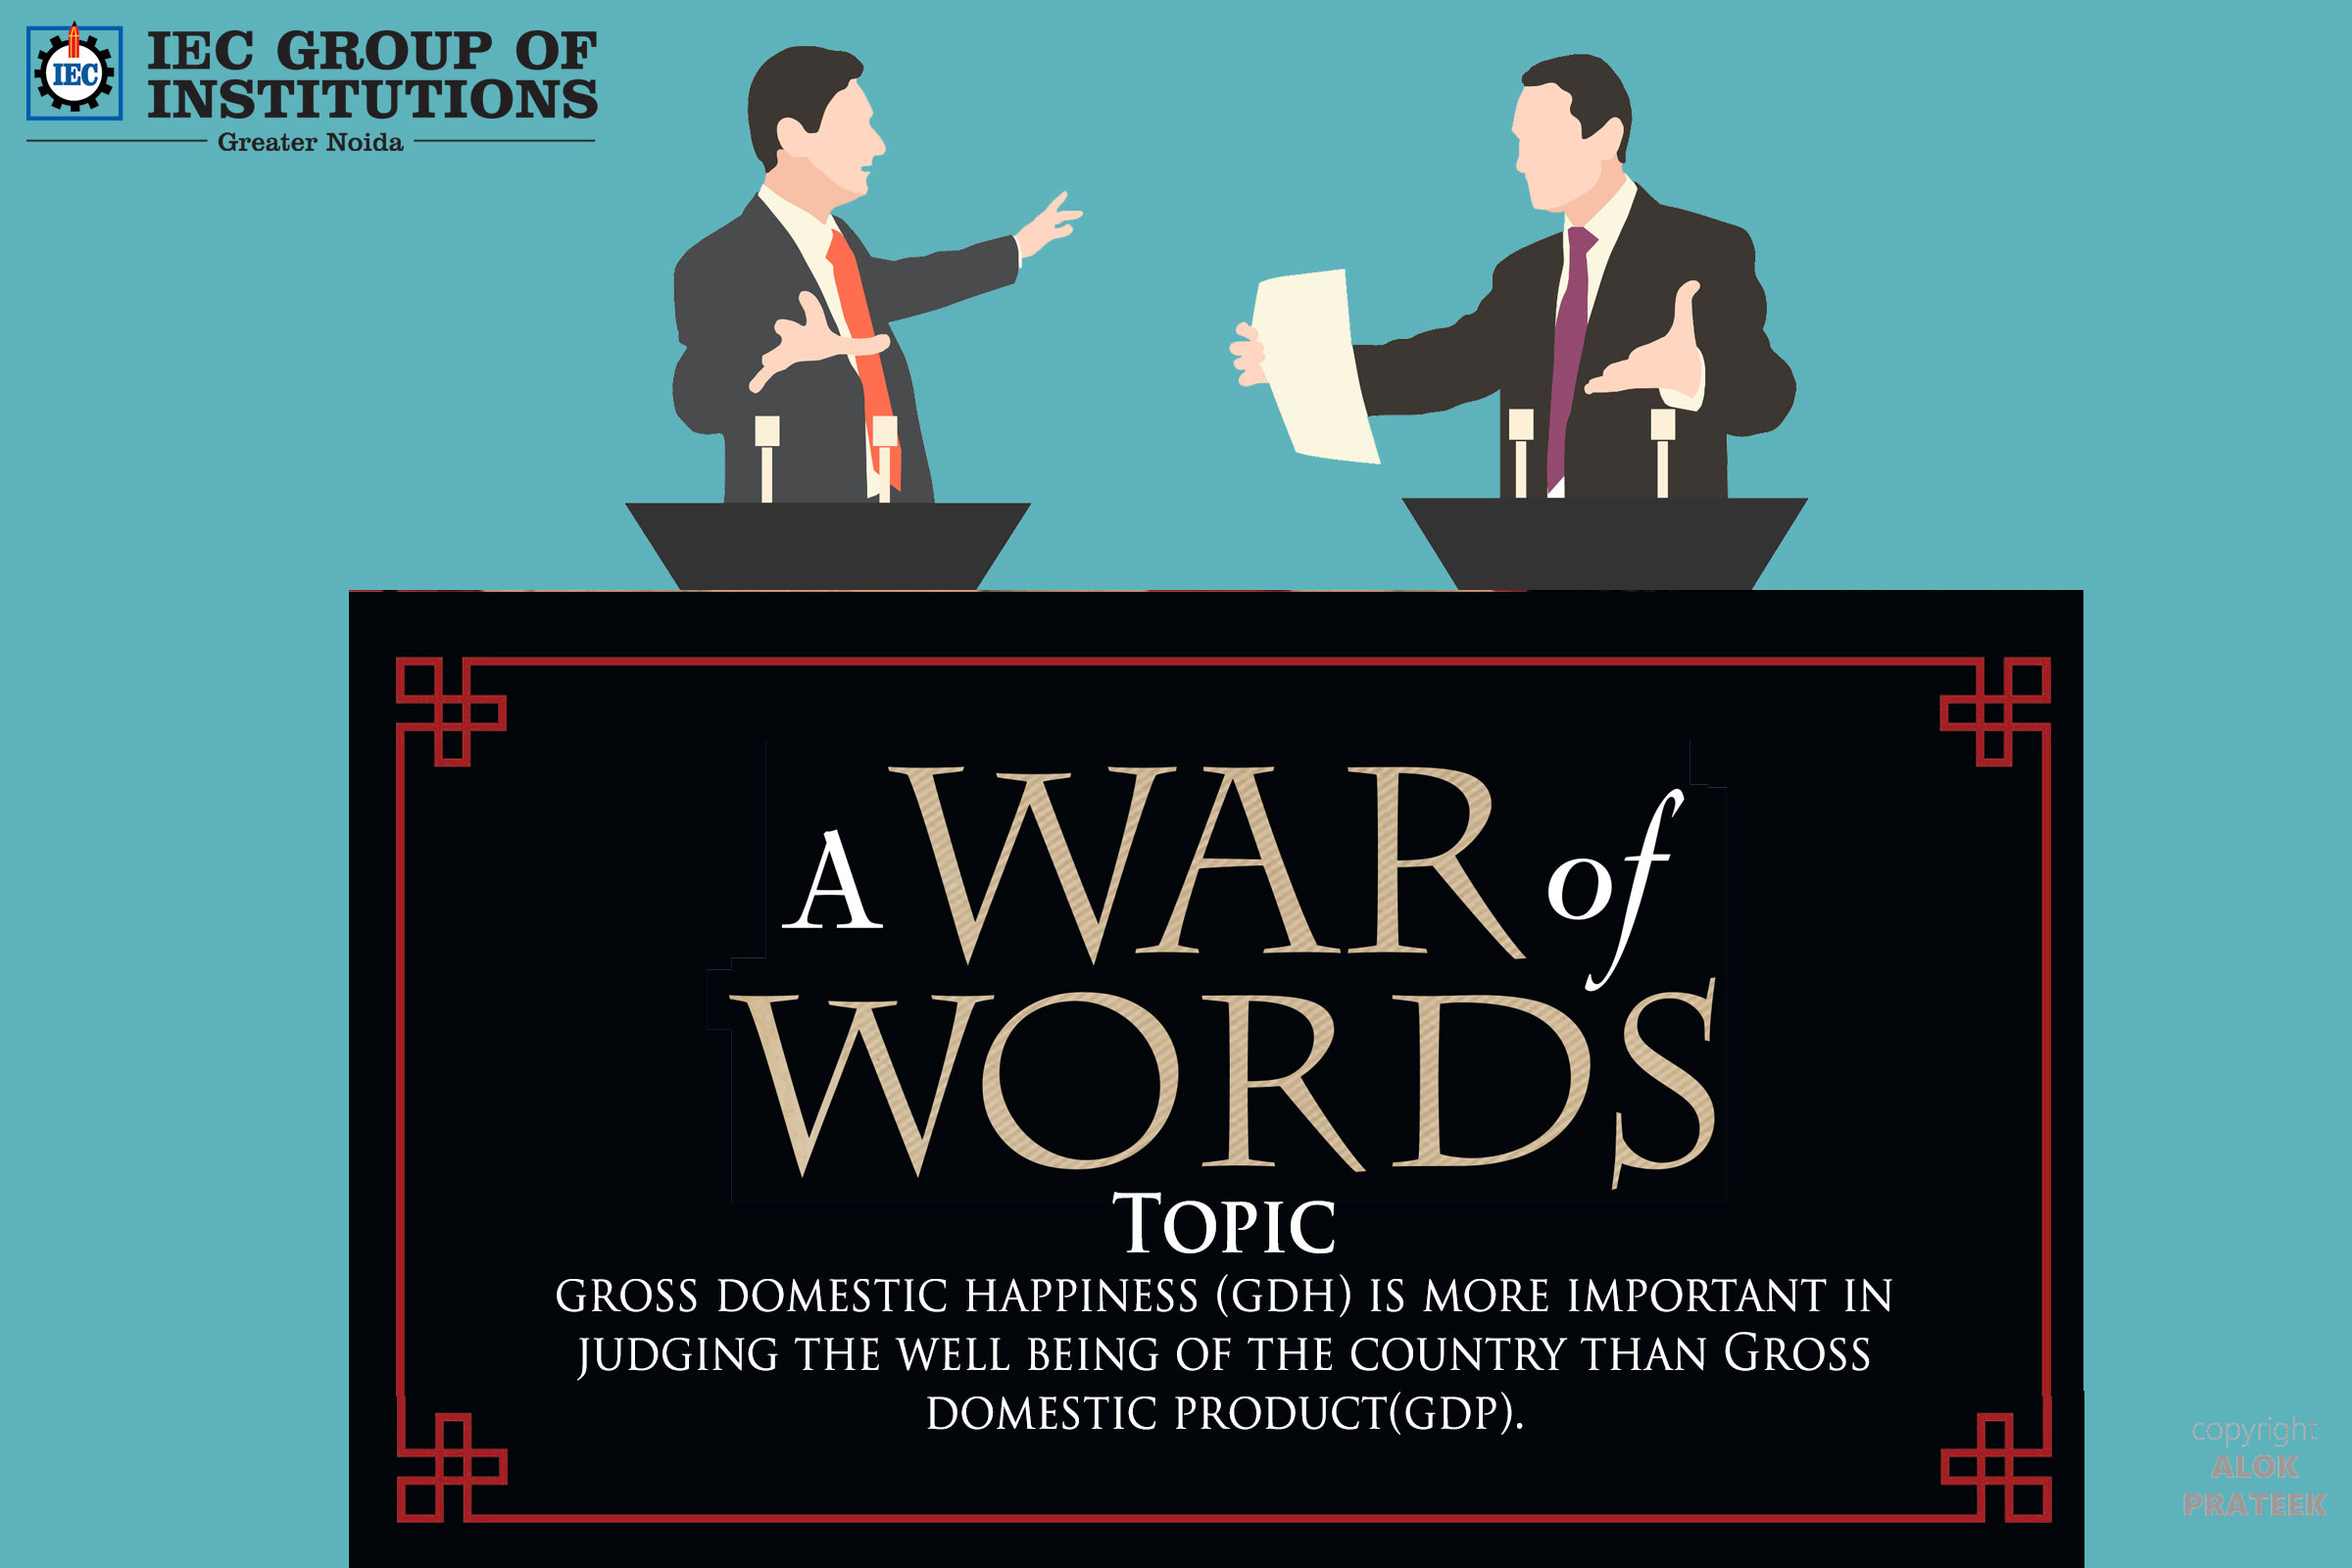 IEC
IEC GROUP OF
INSTITUTIONS
Greater Noida
A WAR of
WORDS
TOPIC
GROSS DOMESTIC HAPPINESS (GDH) IS MORE IMPORTANT IN
JUDGING THE WELL BEING OF THE COUNTRY THAN GROSS
DOMESTIC PRODUCT(GDP).
copyright
ALOK
PRATEEK